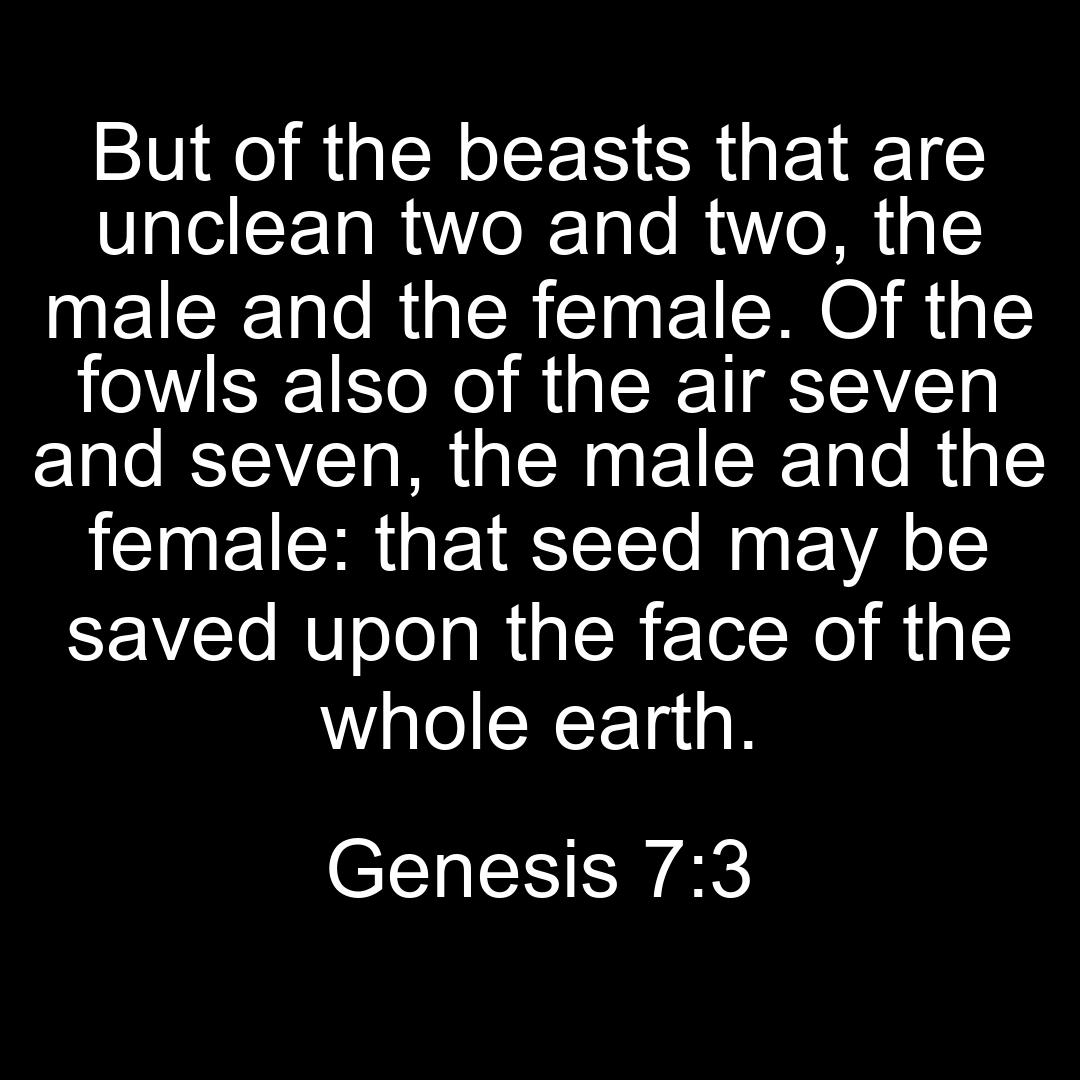 But of the beasts that are
unclean two and two, the
male and the female. Of the
fowls also of the air seven
and seven, the male and the
female: that seed may be
saved upon the face of the
whole earth.
Genesis 7:3